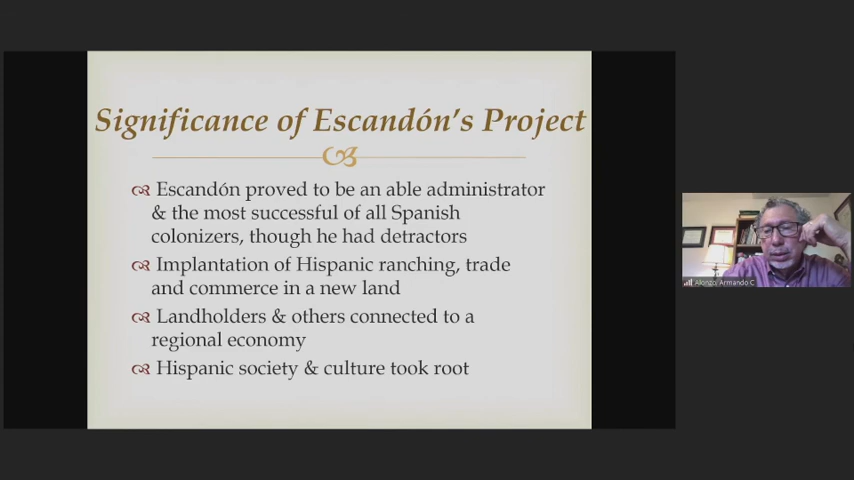 Significance of Escandón's Project
Escandón proved to be an able administrator
& the most successful of all Spanish
colonizers, though he had detractors
Implantation of Hispanic ranching, trade
and commerce in a new land
Landholders & others connected to a
regional economy
Hispanic society & culture took root
Alonzo, Armando C